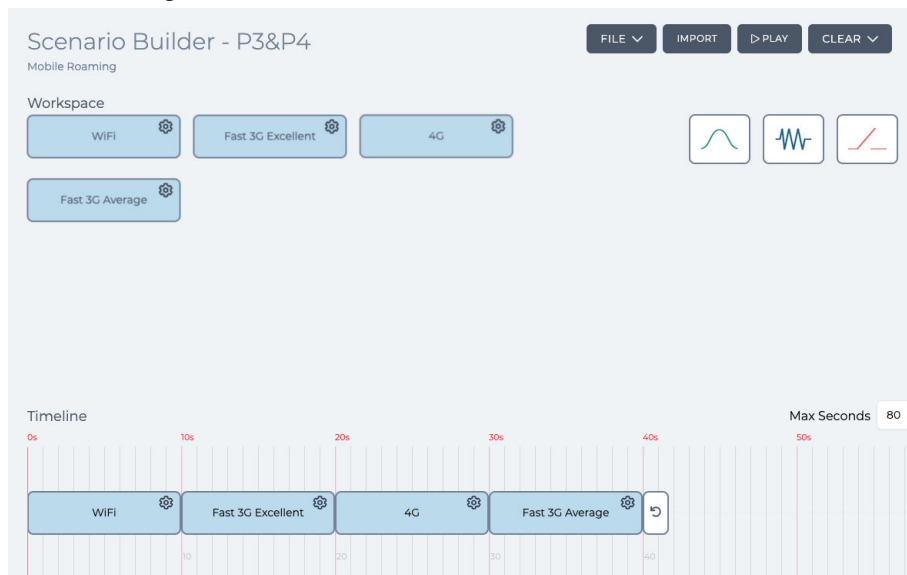 Scenario Builder - P3&P4
FILE IMPORT PLAY CLEAR
Mobile Roaming
Workspace
WiFi Fast 3G Excellent 4G
Fast 3G Average
Timeline Max Seconds 80
0s 10s 20s 30s 40s 50s
WiFi Fast 3G Excellent 4G Fast 3G Average
10 20 30 40